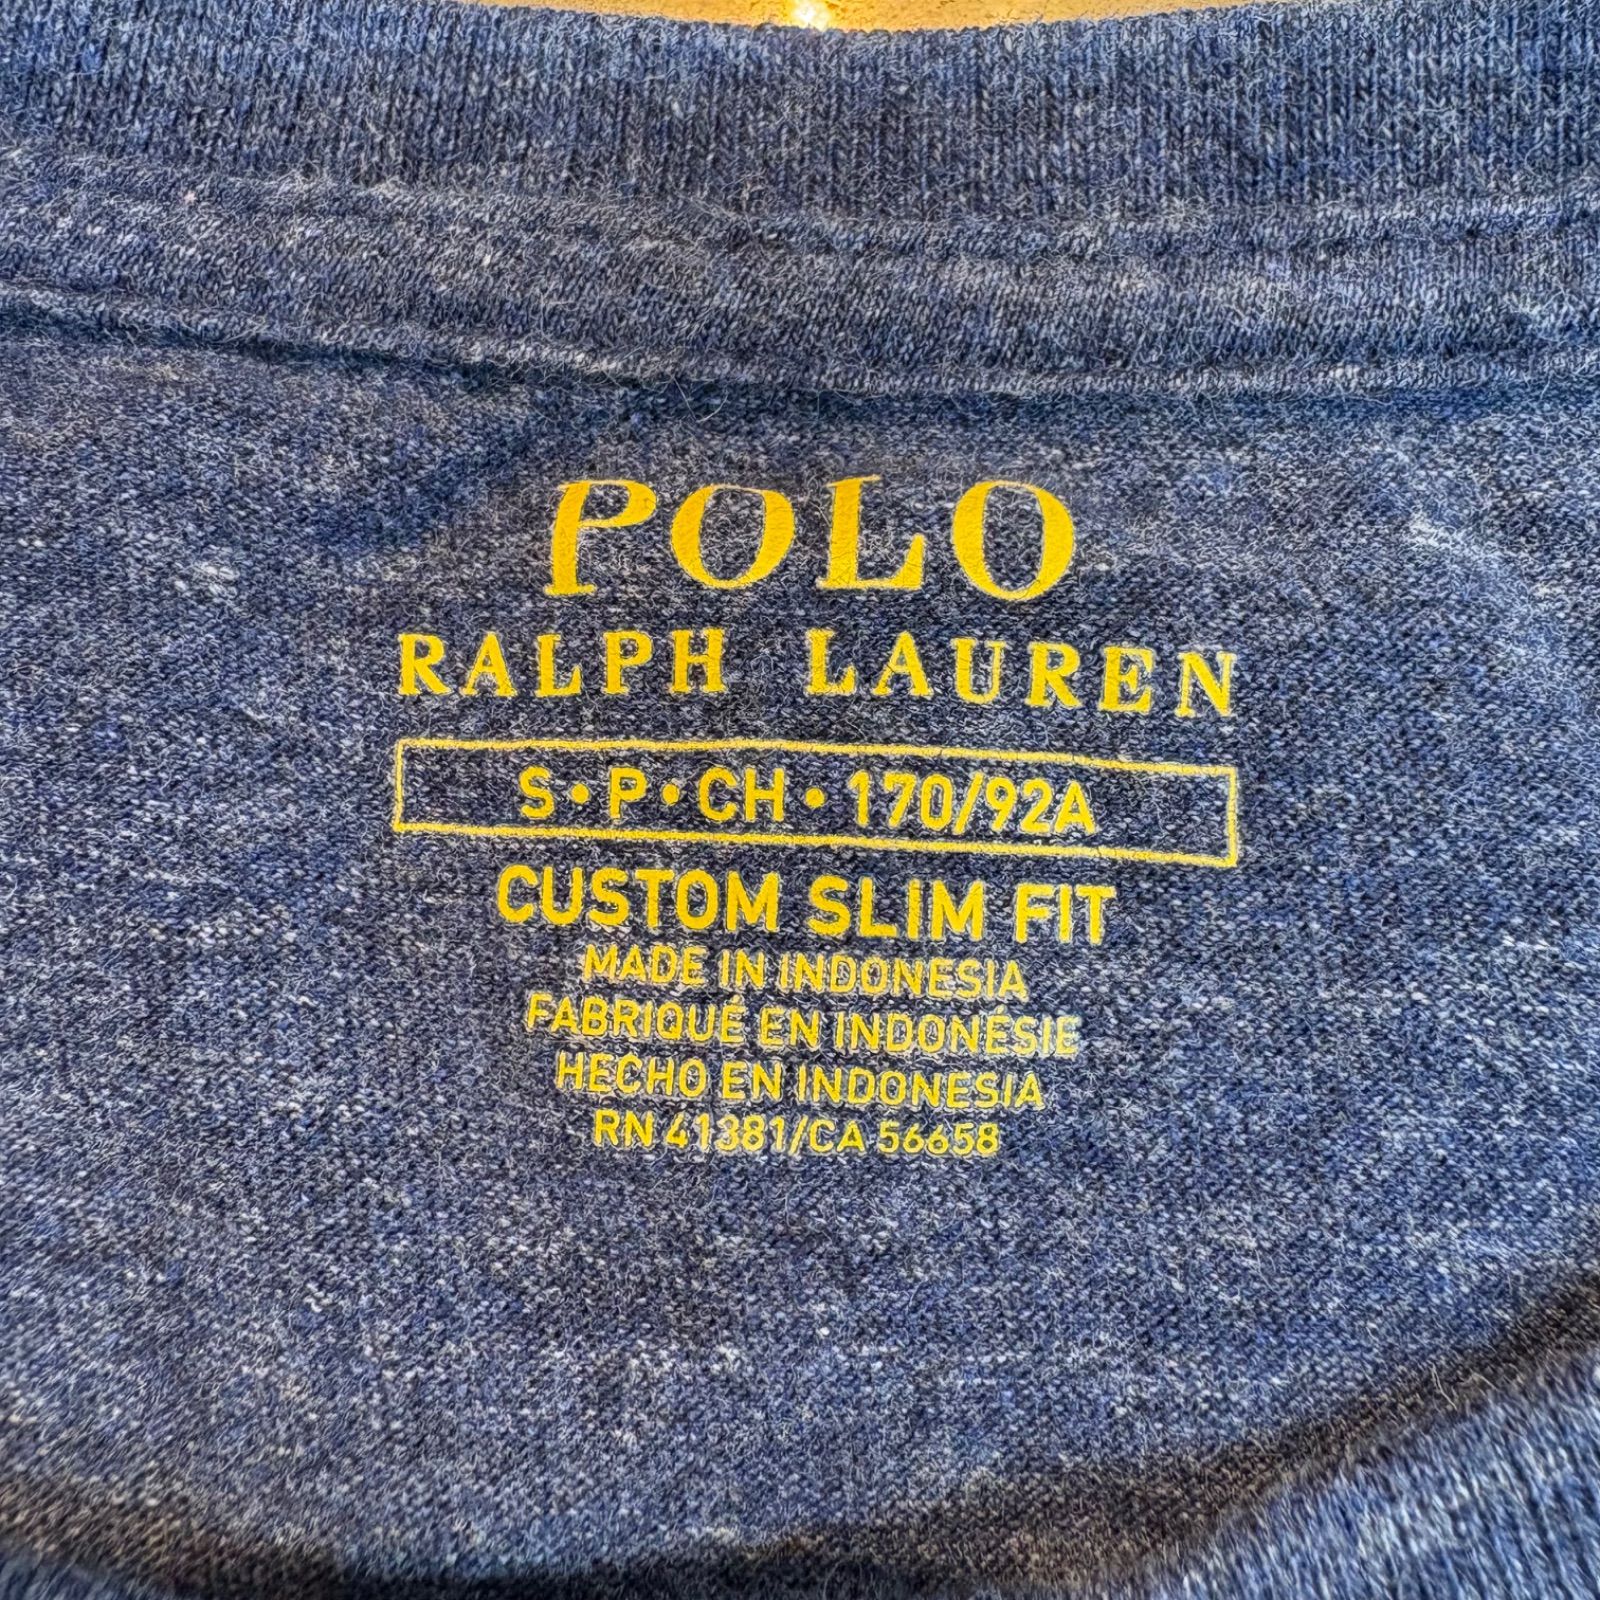 POLO
RALPH LAUREN
S•P•CH•170/92A
CUSTOM SLIM FIT
MADE IN INDONESIA
FABRIQUÉ EN INDONÉSIE
HECHO EN INDONESIA
RN 41381/CA 56658